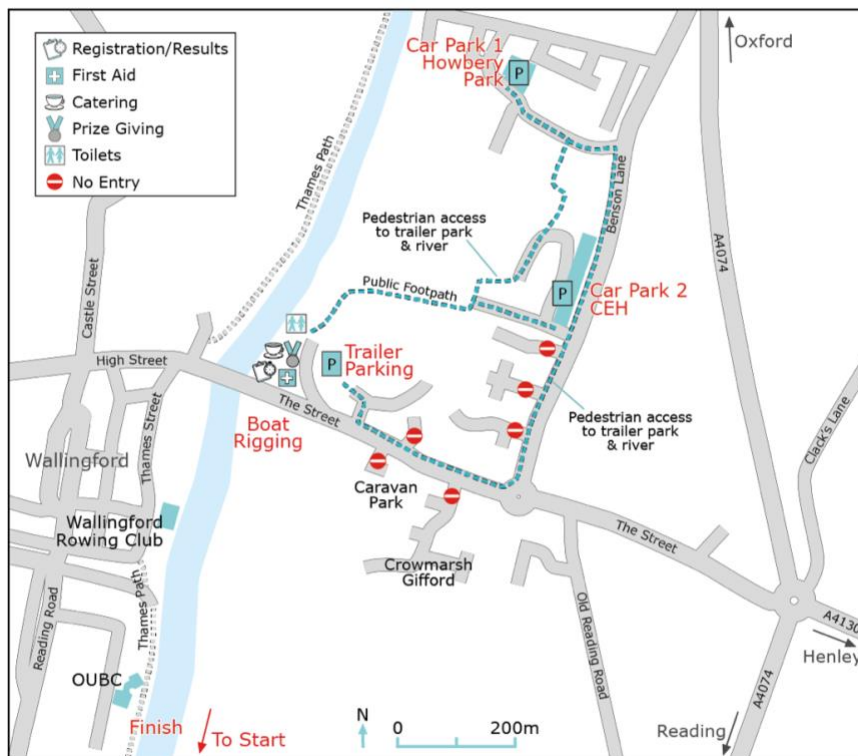 Registration/Results
First Aid
Catering
Prize Giving
Toilets
No Entry
Car Park 1
Howbery
Park
P
Oxford
Thames Path
Benson Lane
A4074
Pedestrian access
to trailer park
& river
Castle Street
Public Footpath
P
Car Park 2
CEH
High Street
Trailer
Parking
P
The Street
Boat
Rigging
Pedestrian access
to trailer park
& river
Clack's Lane
Thames Street
Wallingford
Caravan
Park
Wallingford
Rowing Club
The Street
Crowmarsh
Gifford
Thames Path
Reading Road
Old Reading Road
A4130
Henley
OUBC
A4074
Finish
To Start
N
0
200m
Reading